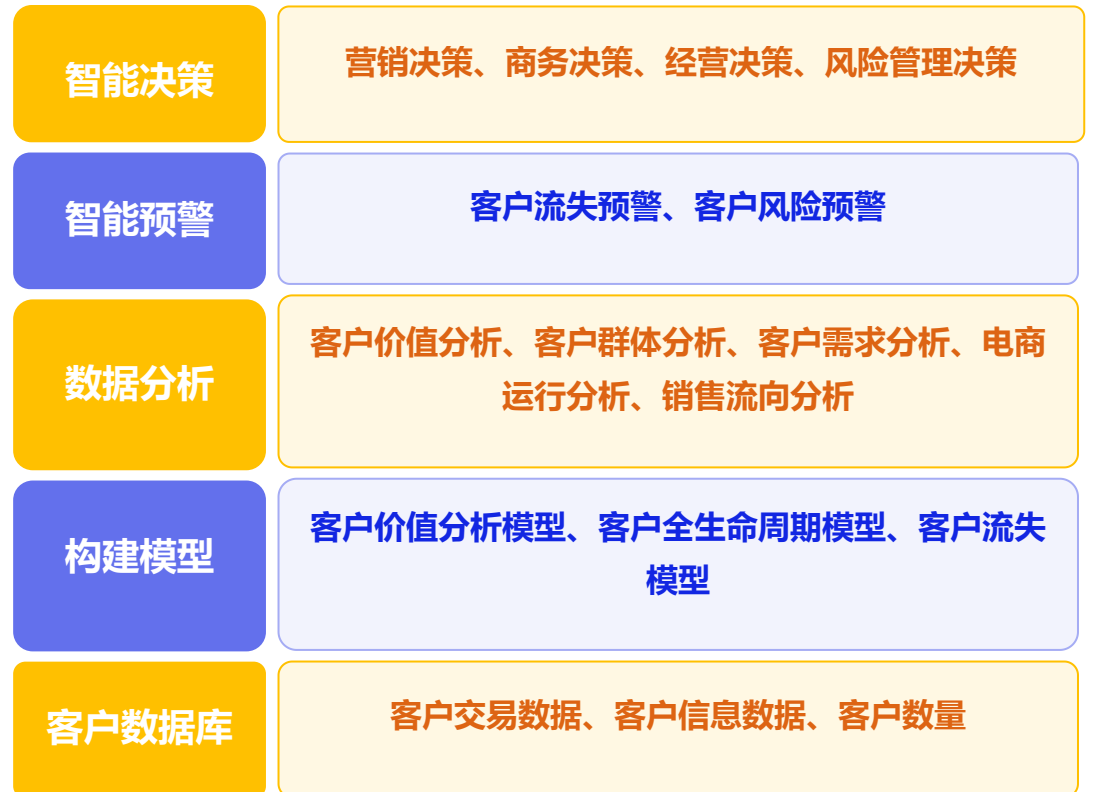 智能决策
营销决策、商务决策、经营决策、风险管理决策
智能预警
客户流失预警、客户风险预警
数据分析
客户价值分析、客户群体分析、客户需求分析、电商
运行分析、销售流向分析
构建模型
客户价值分析模型、客户全生命周期模型、客户流失
模型
客户数据库
客户交易数据、客户信息数据、客户数量